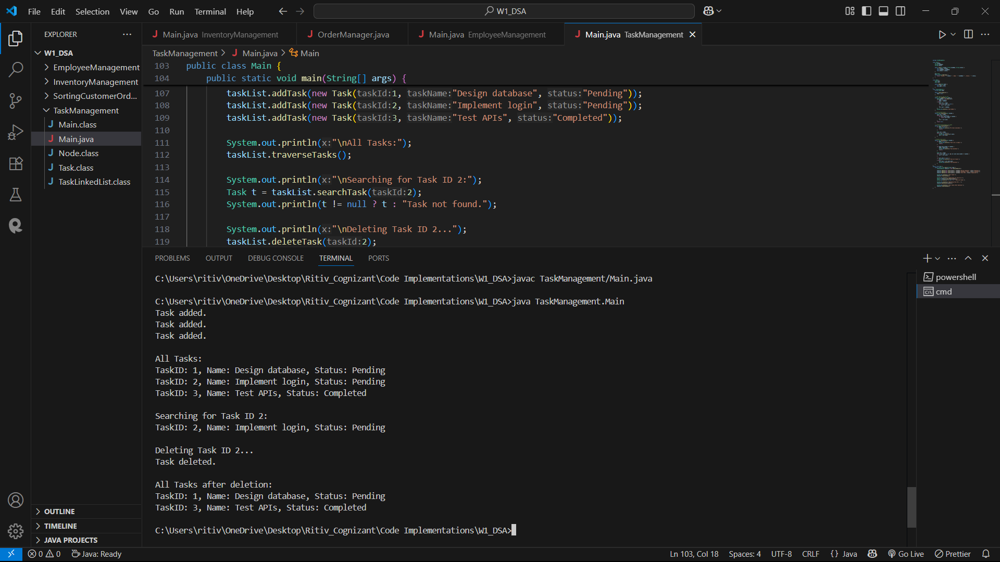 File Edit Selection View Go Run Terminal Help
W1_DSA
EXPLORER
W1_DSA
EmployeeManagement
InventoryManagement
SortingCustomerOrd...
TaskManagement
Main.class
Main.java
Node.class
Task.class
TaskLinkedList.class
OUTLINE
TIMELINE
JAVA PROJECTS
Main.java InventoryManagement
OrderManager.java
Main.java EmployeeManagement
Main.java TaskManagement
TaskManagement > Main.java > Main
103 public class Main {
104 public static void main(String[] args) {
107 taskList.addTask(new Task(taskId:1, taskName:"Design database", status:"Pending"));
108 taskList.addTask(new Task(taskId:2, taskName:"Implement login", status:"Pending"));
109 taskList.addTask(new Task(taskId:3, taskName:"Test APIs", status:"Completed"));
110
111 System.out.println(x:"\nAll Tasks:");
112 taskList.traverseTasks();
113
114 System.out.println(x:"\nSearching for Task ID 2:");
115 Task t = taskList.searchTask(taskId:2);
116 System.out.println(t != null ? t : "Task not found.");
117
118 System.out.println(x:"\nDeleting Task ID 2...");
119 taskList.deleteTask(taskId:2);
PROBLEMS OUTPUT DEBUG CONSOLE TERMINAL PORTS
C:\Users\ritiv\OneDrive\Desktop\Ritiv_Cognizant\Code Implementations\W1_DSA>javac TaskManagement/Main.java
C:\Users\ritiv\OneDrive\Desktop\Ritiv_Cognizant\Code Implementations\W1_DSA>java TaskManagement.Main
Task added.
Task added.
Task added.
All Tasks:
TaskID: 1, Name: Design database, Status: Pending
TaskID: 2, Name: Implement login, Status: Pending
TaskID: 3, Name: Test APIs, Status: Completed
Searching for Task ID 2:
TaskID: 2, Name: Implement login, Status: Pending
Deleting Task ID 2...
Task deleted.
All Tasks after deletion:
TaskID: 1, Name: Design database, Status: Pending
TaskID: 3, Name: Test APIs, Status: Completed
C:\Users\ritiv\OneDrive\Desktop\Ritiv_Cognizant\Code Implementations\W1_DSA>
powershell
cmd
0 0 Java: Ready
Ln 103, Col 18 Spaces: 4 UTF-8 CRLF {} Java Go Live Prettier